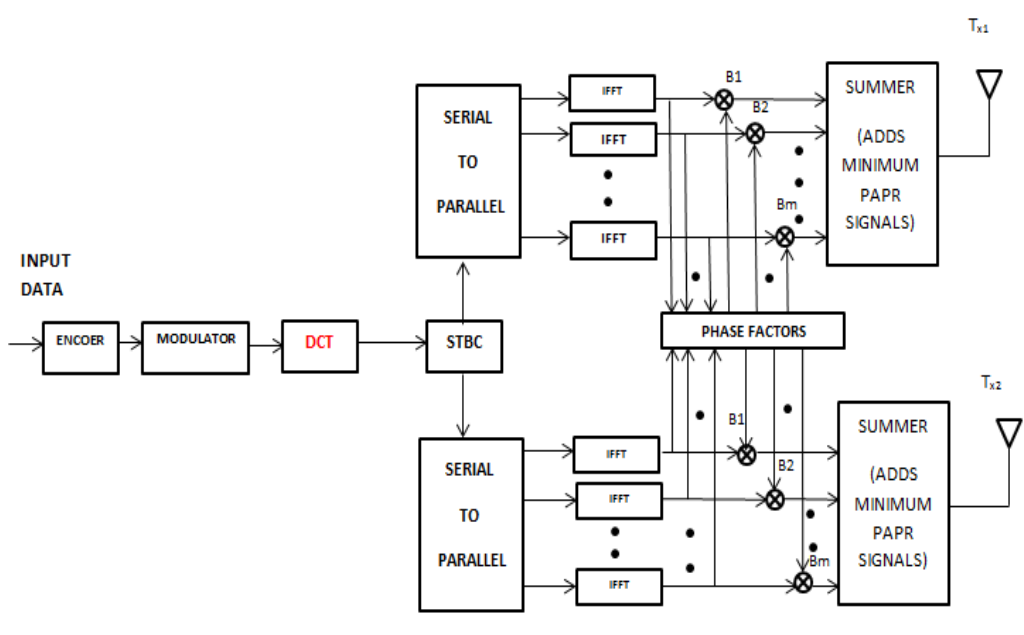 INPUT
DATA
ENCOER
MODULATOR
DCT
STBC
SERIAL
TO
PARALLEL
IFFT
IFFT
IFFT
B1
B2
Bm
SUMMER
(ADDS
MINIMUM
PAPR
SIGNALS)
Tx1
PHASE FACTORS
SERIAL
TO
PARALLEL
IFFT
IFFT
IFFT
B1
B2
Bm
SUMMER
(ADDS
MINIMUM
PAPR
SIGNALS)
Tx2